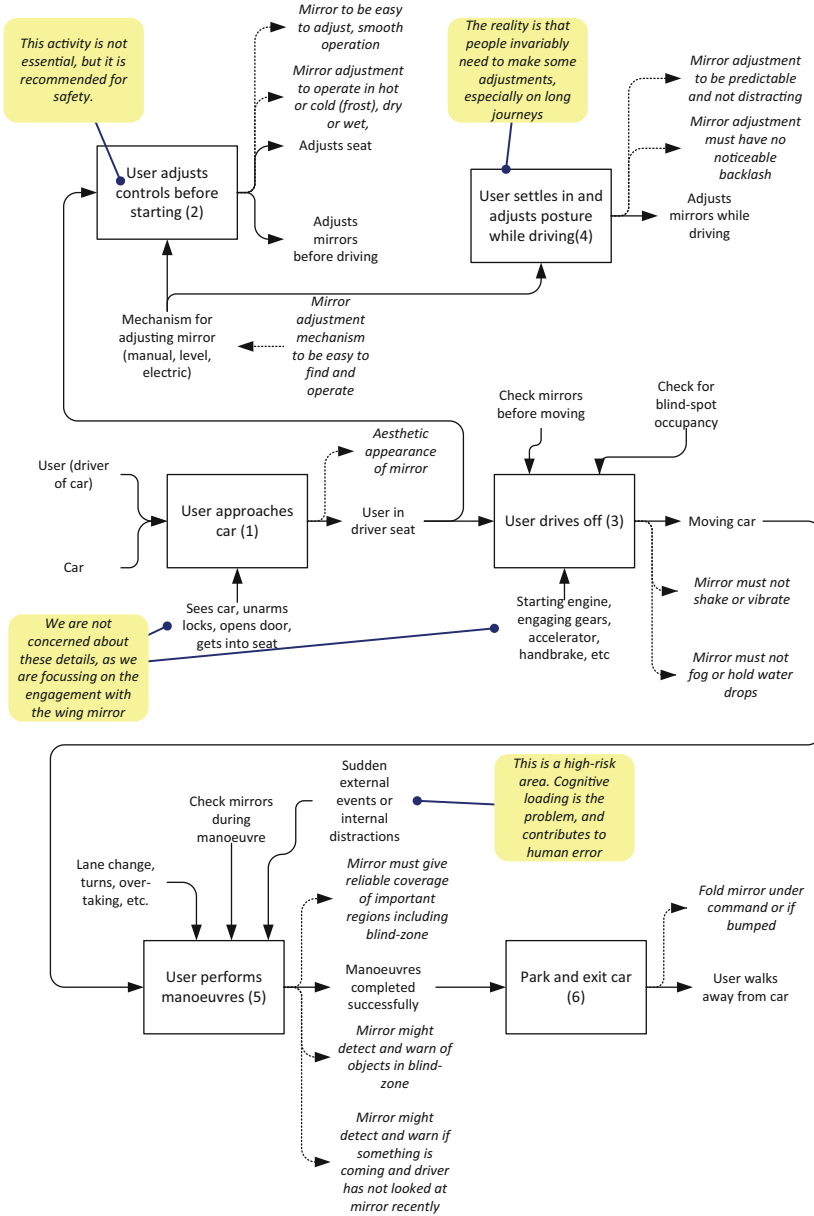 This activity is not
essential, but it is
recommended for
safety.
Mirror to be easy
to adjust, smooth
operation
Mirror adjustment
to operate in hot
or cold (frost), dry
or wet,
Adjusts seat
User adjusts
controls before
starting (2)
Adjusts
mirrors
before driving
The reality is that
people invariably
need to make some
adjustments,
especially on long
journeys
Mirror adjustment
to be predictable
and not distracting
Mirror adjustment
must have no
noticeable
backlash
User settles in and
adjusts posture
while driving(4)
Adjusts
mirrors while
driving
Mechanism for
adjusting mirror
(manual, level,
electric)
Mirror
adjustment
mechanism
to be easy to
find and
operate
Check mirrors
before moving
Check for
blind-spot
occupancy
User (driver
of car)
Car
User approaches
car (1)
Aesthetic
appearance
of mirror
User in
driver seat
User drives off (3)
Moving car
Mirror must not
shake or vibrate
Mirror must not
fog or hold water
drops
Sees car, unarms
locks, opens door,
gets into seat
Starting engine,
engaging gears,
accelerator,
handbrake, etc
We are not
concerned about
these details, as we
are focussing on the
engagement with
the wing mirror
Sudden
external
events or
internal
distractions
This is a high-risk
area. Cognitive
loading is the
problem, and
contributes to
human error
Check mirrors
during
manoeuvre
Lane change,
turns, over-
taking, etc.
Mirror must give
reliable coverage
of important
regions including
blind-zone
User performs
manoeuvres (5)
Manoeuvres
completed
successfully
Park and exit car
(6)
Fold mirror under
command or if
bumped
User walks
away from car
Mirror might
detect and warn of
objects in blind-
zone
Mirror might
detect and warn if
something is
coming and driver
has not looked at
mirror recently